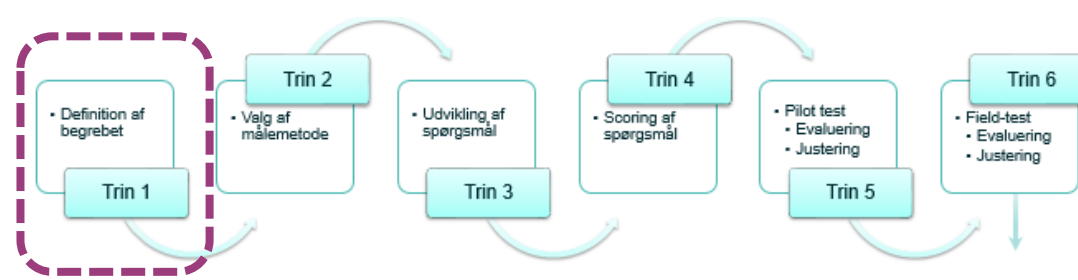 ▪ Definition af
begrebet
Trin 1
Trin 2
▪ Valg af
målemetode
▪ Udvikling af
spørgsmål
Trin 3
Trin 4
▪ Scoring af
spørgsmål
▪ Pilot test
▪ Evaluering
▪ Justering
Trin 5
Trin 6
▪ Field-test
▪ Evaluering
▪ Justering